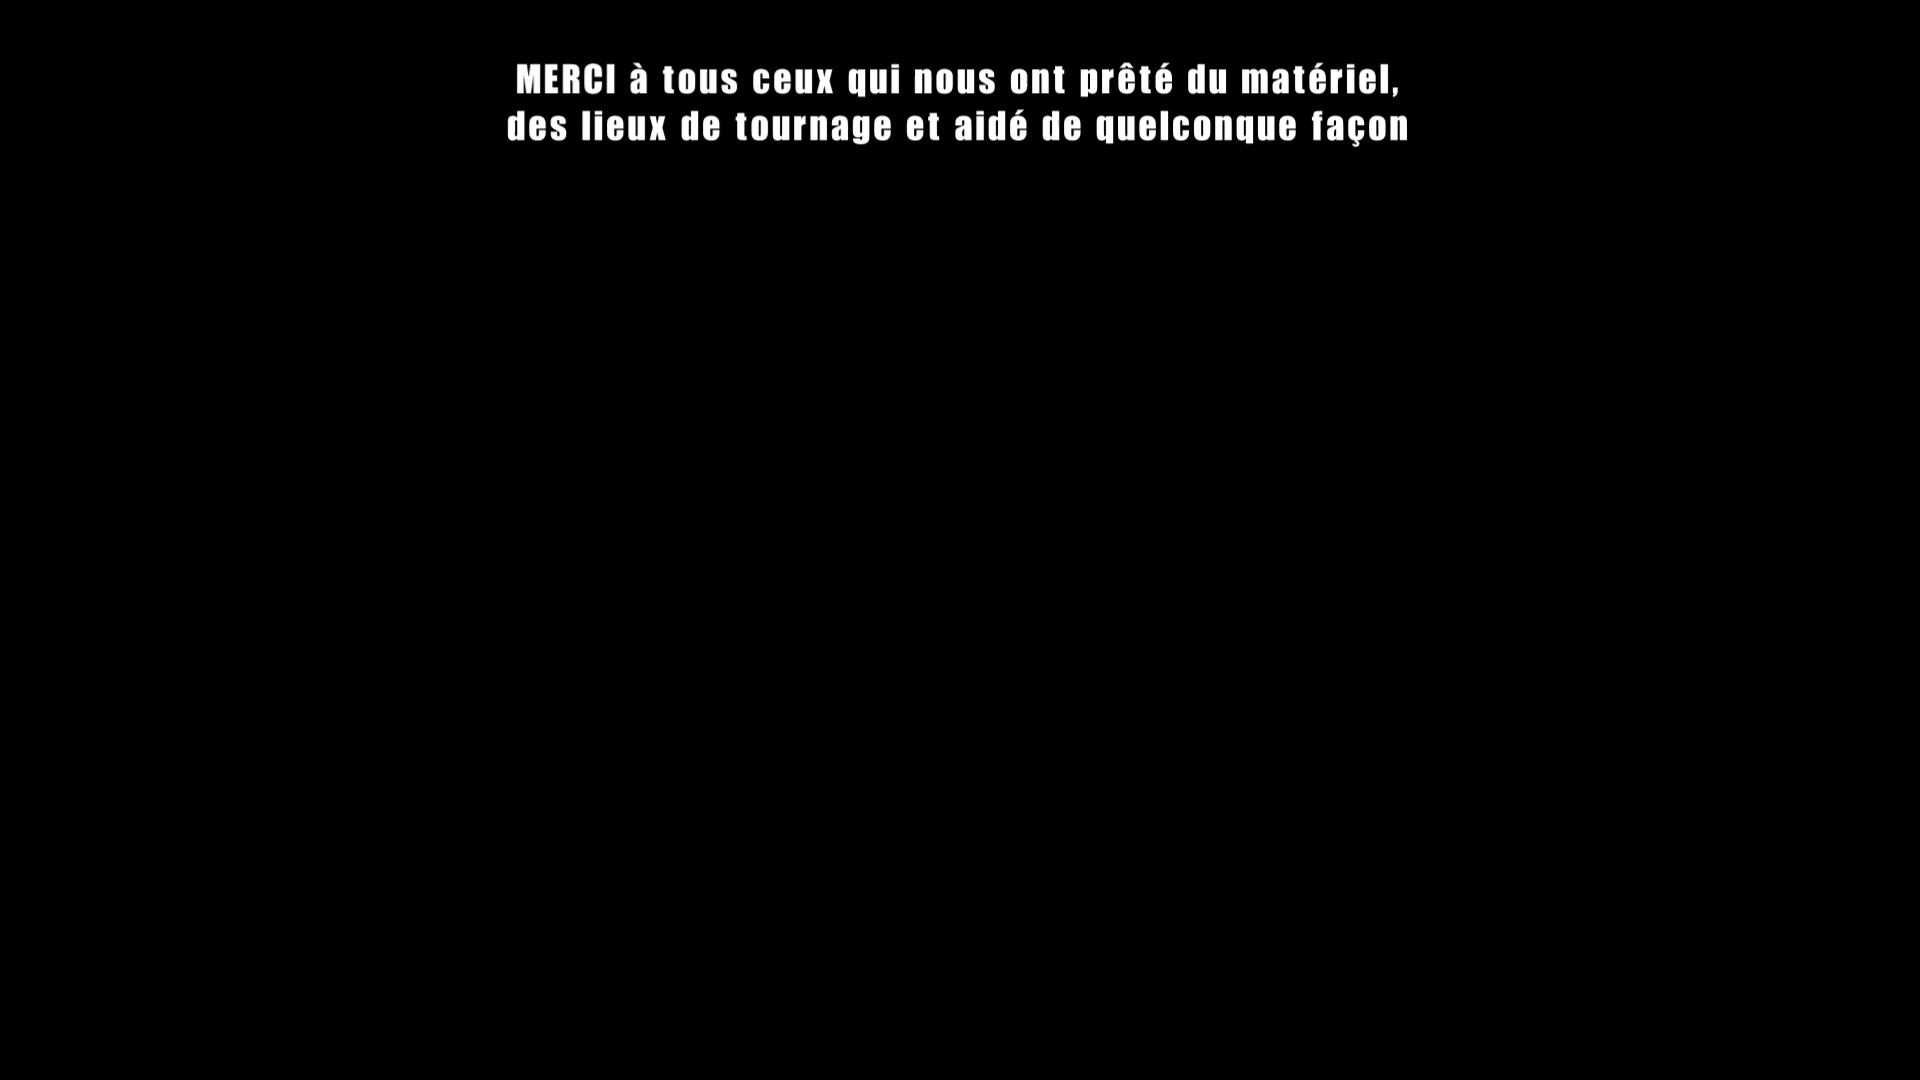 MERCI à tous ceux qui nous ont prêté du matériel,
des lieux de tournage et aidé de quelconque façon